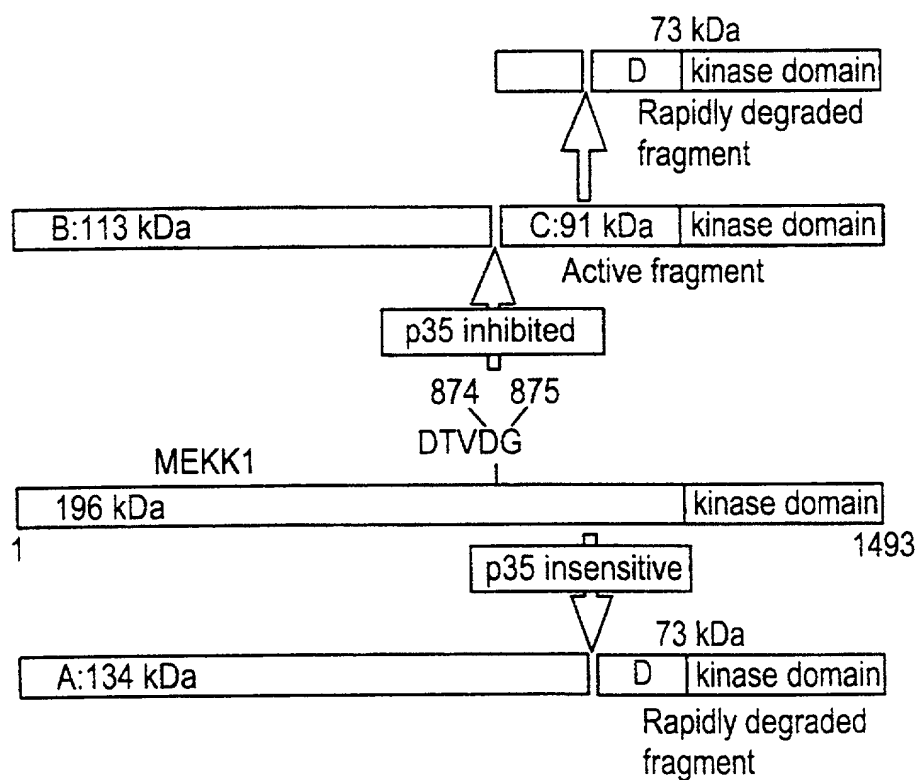 73 kDa
D kinase domain
Rapidly degraded
fragment
B:113 kDa C:91 kDa kinase domain
Active fragment
p35 inhibited
874 875
DTVDG
MEKK1
196 kDa kinase domain
1 1493
p35 insensitive
73 kDa
A:134 kDa D kinase domain
Rapidly degraded
fragment